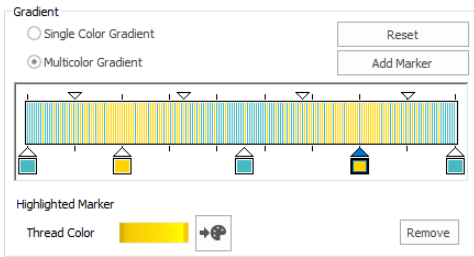 Gradient
Single Color Gradient
Reset
Multicolor Gradient
Add Marker
Highlighted Marker
Thread Color
Remove